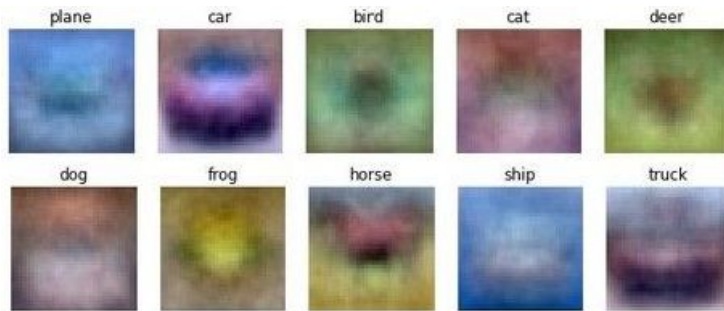 plane car bird cat deer
dog frog horse ship truck